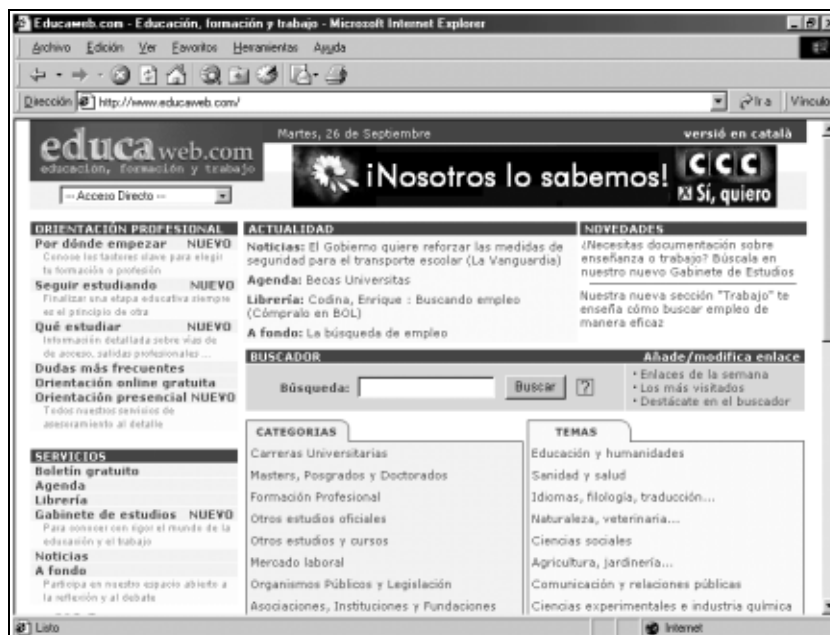 Educaweb.com - Educación, formación y trabajo - Microsoft Internet Explorer
Archivo Edición Ver Favoritos Herramientas Ayuda
Dirección http://www.educaweb.com/ Ir a Vínculo
educaweb.com
educación, formación y trabajo
Martes, 26 de Septiembre versió en català
¡Nosotros lo sabemos! CCC
Sí, quiero
-- Acceso Directo --
ORIENTACIÓN PROFESIONAL
Por dónde empezar NUEVO
Conoce los factores clave para elegir
tu formación o profesión
Seguir estudiando NUEVO
Finalizar una etapa educativa siempre
es el principio de otra
Qué estudiar NUEVO
Información detallada sobre vías de
de acceso, salidas profesionales ...
Dudas más frecuentes
Orientación online gratuita
Orientación presencial NUEVO
Todos nuestros servicios de
asesoramiento al detalle
SERVICIOS
Boletín gratuito
Agenda
Librería
Gabinete de estudios NUEVO
Para conocer con rigor el mundo de la
educación y el trabajo
Noticias
A fondo
Participa en nuestro espacio abierto a
la reflexión y al debate
ACTUALIDAD
Noticias: El Gobierno quiere reforzar las medidas de
seguridad para el transporte escolar (La Vanguardia)
Agenda: Becas Universitas
Librería: Codina, Enrique : Buscando empleo
(Cómpralo en BOL)
A fondo: La búsqueda de empleo
NOVEDADES
¿Necesitas documentación sobre
enseñanza o trabajo? Búscala en
nuestro nuevo Gabinete de Estudios
Nuestra nueva sección "Trabajo" te
enseña cómo buscar empleo de
manera eficaz
BUSCADOR Añade/modifica enlace
Búsqueda: Buscar ?
• Enlaces de la semana
• Los más visitados
• Destácate en el buscador
CATEGORIAS
Carreras Universitarias
Masters, Posgrados y Doctorados
Formación Profesional
Otros estudios oficiales
Otros estudios y cursos
Mercado laboral
Organismos Públicos y Legislación
Asociaciones, Instituciones y Fundaciones
TEMAS
Educación y humanidades
Sanidad y salud
Idiomas, filología, traducción...
Naturaleza, veterinaria...
Ciencias sociales
Agricultura, jardinería...
Comunicación y relaciones públicas
Ciencias experimentales e industria química
Listo Internet